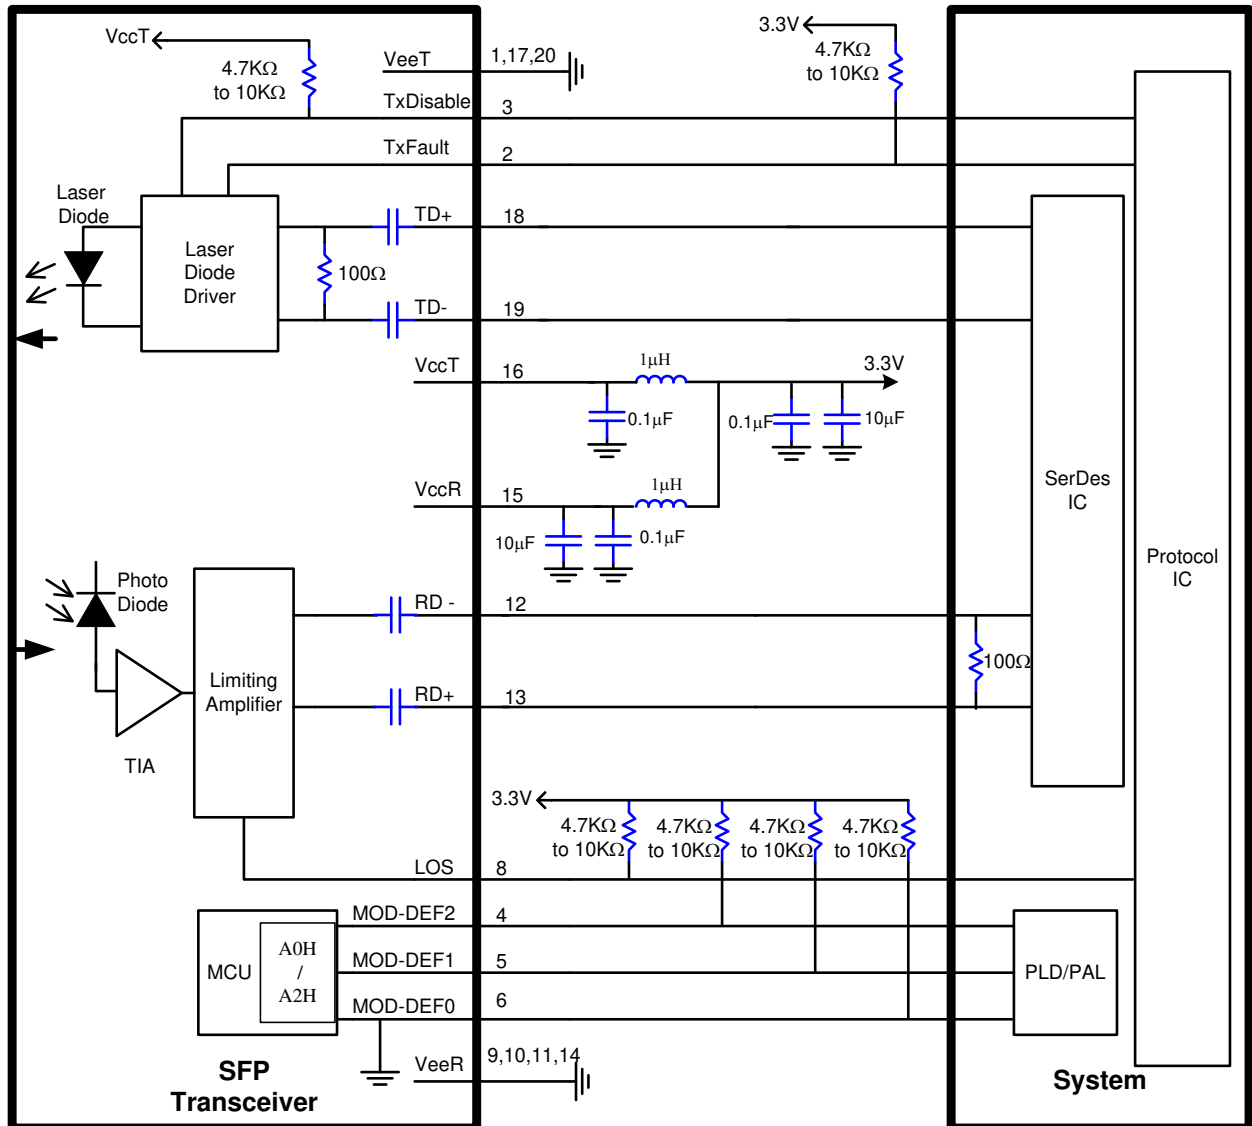 VccT
4.7KΩ
to 10KΩ
VeeT
1,17,20
3.3V
4.7KΩ
to 10KΩ
TxDisable
3
TxFault
2
Laser
Diode
Laser
Diode
Driver
TD+
18
100Ω
TD-
19
VccT
16
1µH
3.3V
0.1µF
0.1µF
10µF
VccR
15
1µH
10µF
0.1µF
SerDes
IC
Protocol
IC
Photo
Diode
RD -
12
Limiting
Amplifier
100Ω
RD+
13
TIA
3.3V
4.7KΩ
to 10KΩ
4.7KΩ
to 10KΩ
4.7KΩ
to 10KΩ
4.7KΩ
to 10KΩ
LOS
8
MOD-DEF2
4
MCU
A0H
/
A2H
MOD-DEF1
5
PLD/PAL
MOD-DEF0
6
VeeR
9,10,11,14
SFP
Transceiver
System